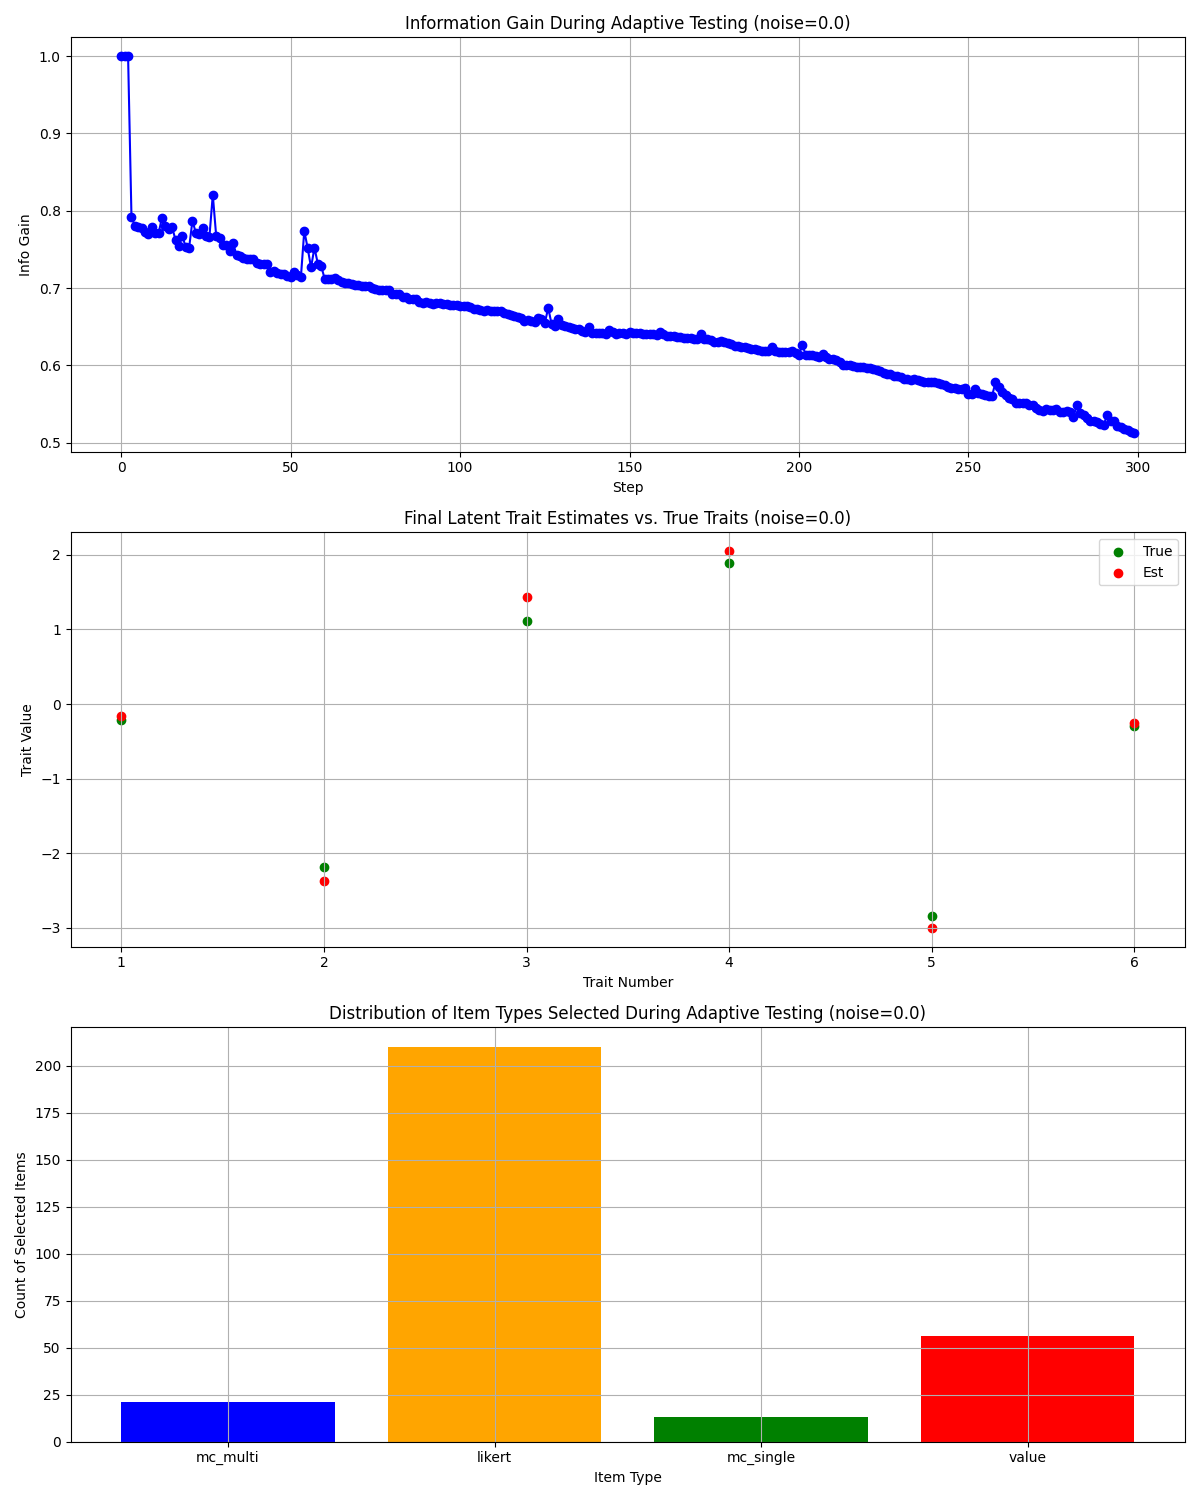 Information Gain During Adaptive Testing (noise=0.0)
1.0
0.9
0.8
0.7
0.6
0.5
Info Gain
0 50 100 150 200 250 300
Step
Final Latent Trait Estimates vs. True Traits (noise=0.0)
True
Est
2
1
0
−1
−2
−3
Trait Value
1 2 3 4 5 6
Trait Number
Distribution of Item Types Selected During Adaptive Testing (noise=0.0)
200
175
150
125
100
75
50
25
0
Count of Selected Items
mc_multi likert mc_single value
Item Type